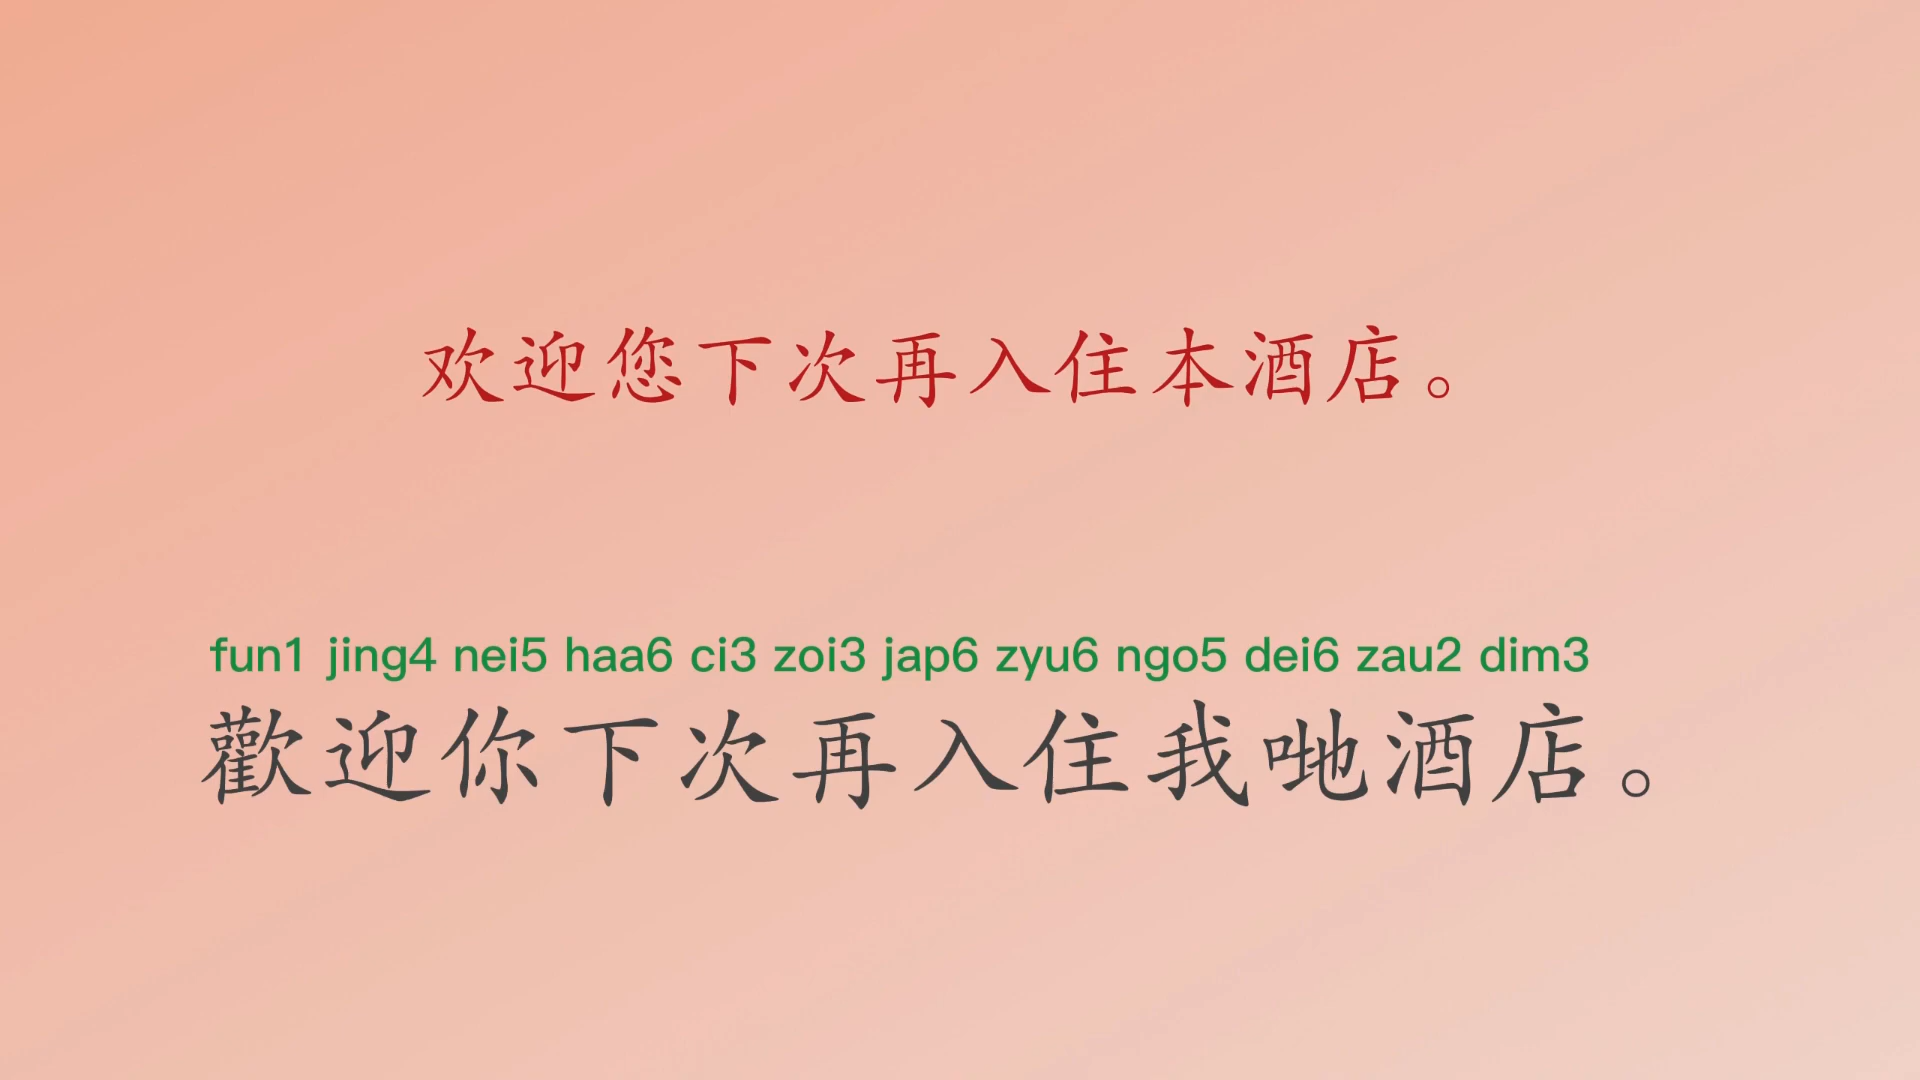 欢迎您下次再入住本酒店。
fun1 jing4 nei5 haa6 ci3 zoi3 jap6 zyu6 ngo5 dei6 zau2 dim3
歡迎你下次再入住我哋酒店。